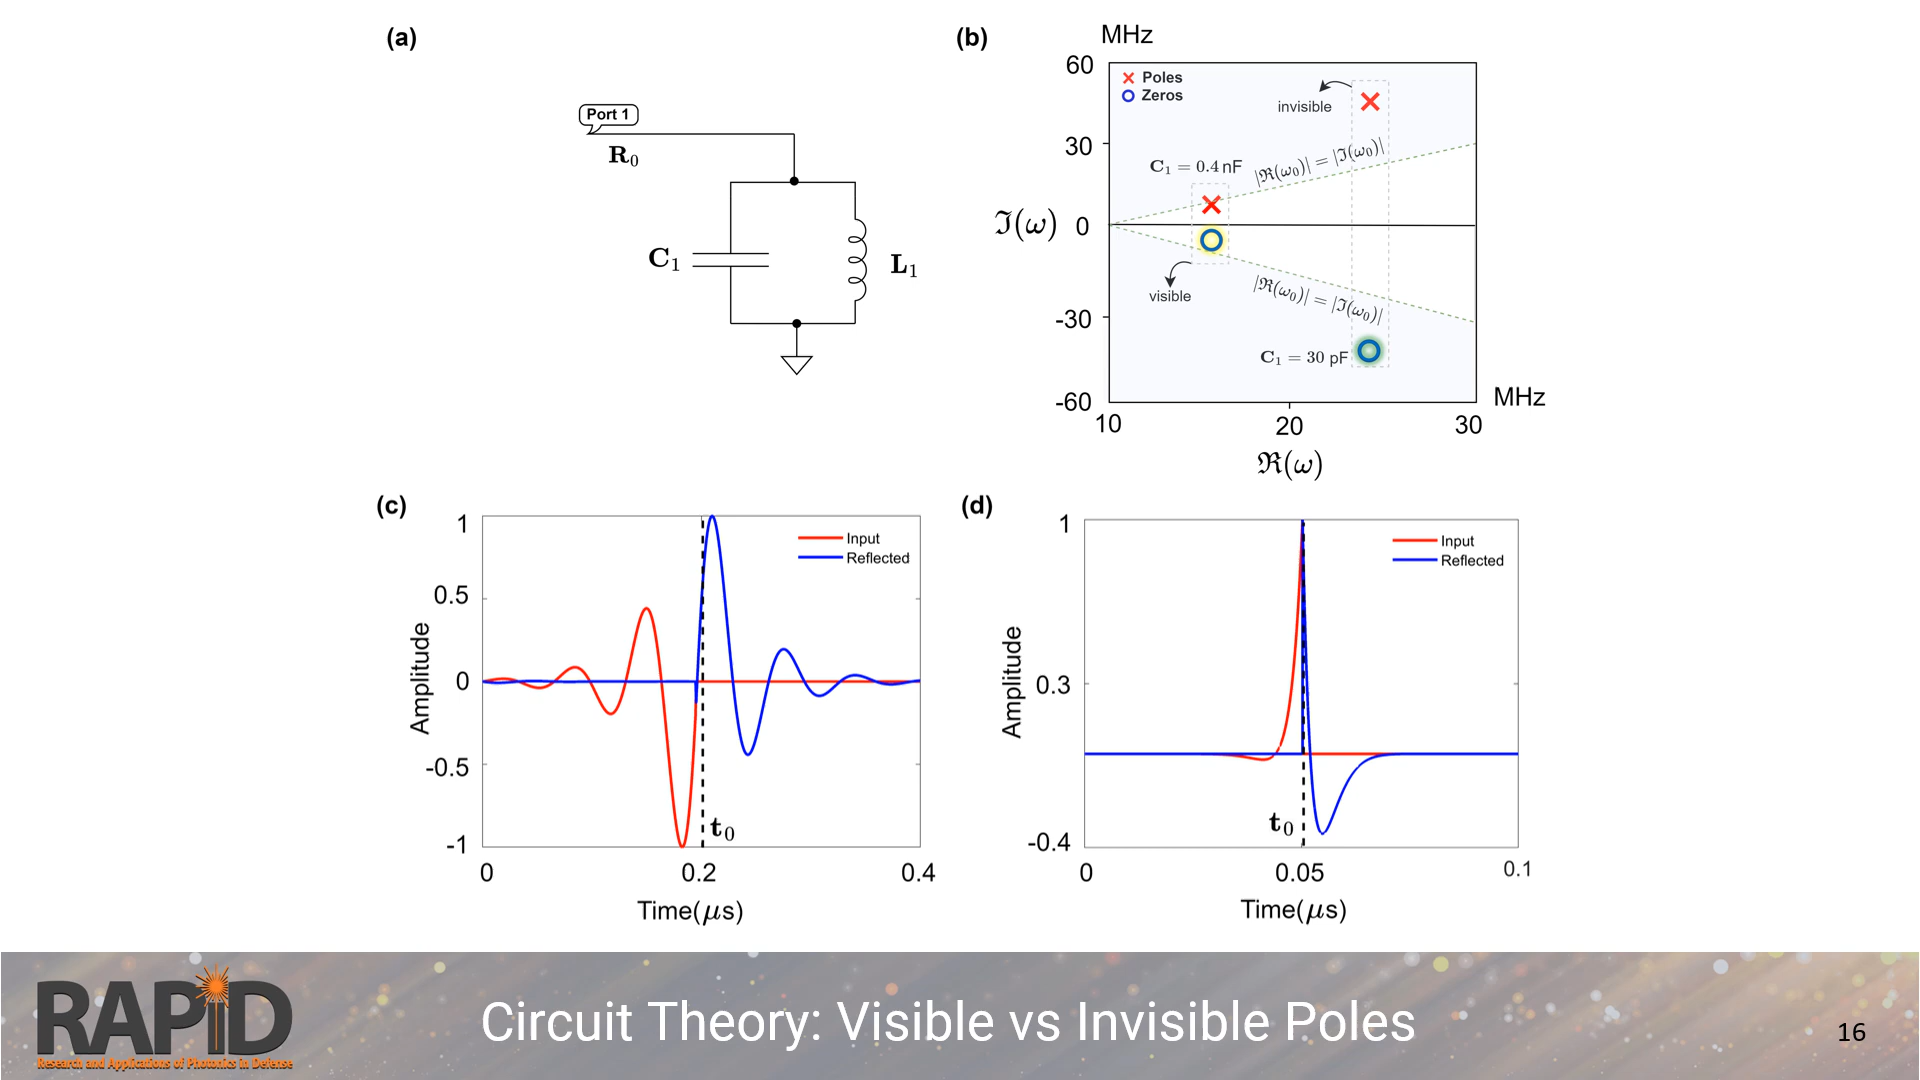 (a)
Port 1
R₀
C₁
L₁
(b)
MHz
60
30
0
-30
-60
ℑ(ω)
Poles
Zeros
invisible
|ℜ(ω₀)| = |ℑ(ω₀)|
C₁ = 0.4 nF
visible
|ℜ(ω₀)| = |ℑ(ω₀)|
C₁ = 30 pF
MHz
10
20
30
ℜ(ω)
(c)
1
0.5
0
-0.5
-1
Amplitude
Input
Reflected
t₀
0
0.2
0.4
Time(μs)
(d)
1
0.3
-0.4
Amplitude
Input
Reflected
t₀
0
0.05
0.1
Time(μs)
RAPID
Research and Applications of Photonics in Defense
Circuit Theory: Visible vs Invisible Poles
16